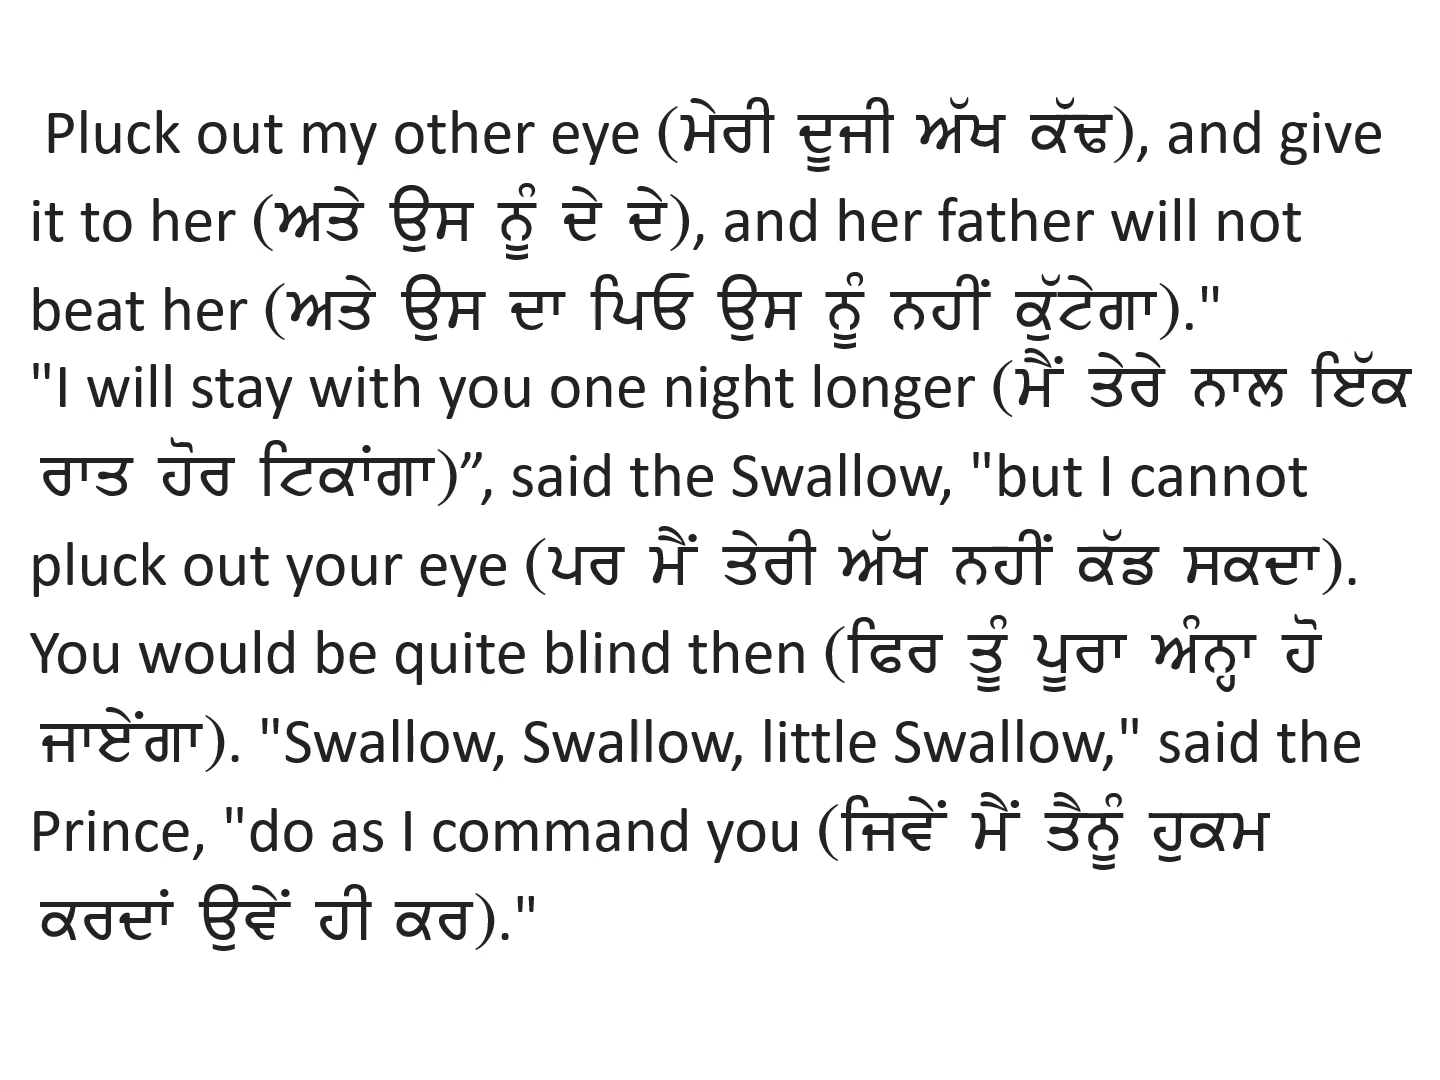 Pluck out my other eye (ਮੇਰੀ ਦੂਜੀ ਅੱਖ ਕੱਢ), and give
it to her (ਅਤੇ ਉਸ ਨੂੰ ਦੇ ਦੇ), and her father will not
beat her (ਅਤੇ ਉਸ ਦਾ ਪਿਓ ਉਸ ਨੂੰ ਨਹੀਂ ਕੁੱਟੇਗਾ)."
"I will stay with you one night longer (ਮੈਂ ਤੇਰੇ ਨਾਲ ਇੱਕ
ਰਾਤ ਹੋਰ ਟਿਕਾਂਗਾ)”, said the Swallow, "but I cannot
pluck out your eye (ਪਰ ਮੈਂ ਤੇਰੀ ਅੱਖ ਨਹੀਂ ਕੱਡ ਸਕਦਾ).
You would be quite blind then (ਫਿਰ ਤੂੰ ਪੂਰਾ ਅੰਨ੍ਹਾ ਹੋ
ਜਾਏਂਗਾ). "Swallow, Swallow, little Swallow," said the
Prince, "do as I command you (ਜਿਵੇਂ ਮੈਂ ਤੈਨੂੰ ਹੁਕਮ
ਕਰਦਾਂ ਉਵੇਂ ਹੀ ਕਰ)."